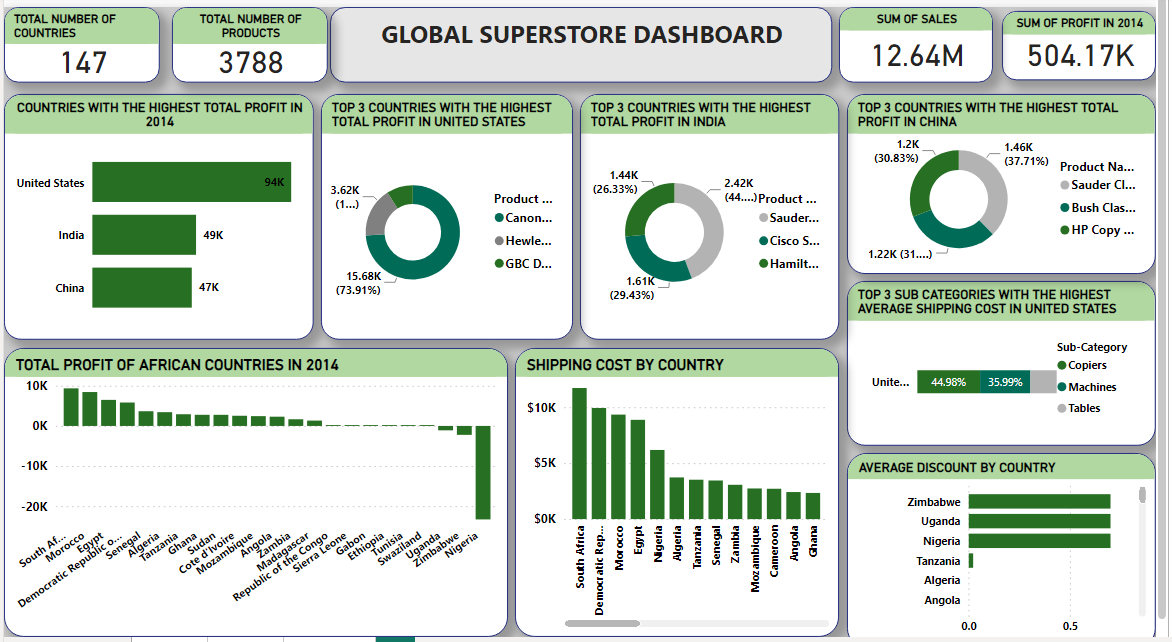 TOTAL NUMBER OF
COUNTRIES
147
TOTAL NUMBER OF
PRODUCTS
3788
GLOBAL SUPERSTORE DASHBOARD
SUM OF SALES
12.64M
SUM OF PROFIT IN 2014
504.17K
COUNTRIES WITH THE HIGHEST TOTAL PROFIT IN
2014
United States
94K
India
49K
China
47K
TOP 3 COUNTRIES WITH THE HIGHEST
TOTAL PROFIT IN UNITED STATES
3.62K
(1...)
15.68K
(73.91%)
Product ...
Canon...
Hewle...
GBC D...
TOP 3 COUNTRIES WITH THE HIGHEST
TOTAL PROFIT IN INDIA
1.44K
(26.33%)
2.42K
(44....)
1.61K
(29.43%)
Product ...
Sauder...
Cisco S...
Hamilt...
TOP 3 COUNTRIES WITH THE HIGHEST TOTAL
PROFIT IN CHINA
1.2K
(30.83%)
1.46K
(37.71%)
1.22K (31....)
Product Na...
Sauder Cl...
Bush Clas...
HP Copy ...
TOP 3 SUB CATEGORIES WITH THE HIGHEST
AVERAGE SHIPPING COST IN UNITED STATES
Sub-Category
Copiers
Machines
Tables
Unite...
44.98%
35.99%
TOTAL PROFIT OF AFRICAN COUNTRIES IN 2014
10K
0K
-10K
-20K
South Af...
Morocco
Egypt
Democratic Republic o...
Senegal
Algeria
Tanzania
Ghana
Sudan
Cote d'Ivoire
Mozambique
Angola
Zambia
Madagascar
Republic of the Congo
Sierra Leone
Gabon
Ethiopia
Tunisia
Swaziland
Uganda
Zimbabwe
Nigeria
SHIPPING COST BY COUNTRY
$10K
$5K
$0K
South Africa
Democratic Rep...
Morocco
Egypt
Nigeria
Algeria
Tanzania
Senegal
Zambia
Mozambique
Cameroon
Angola
Ghana
AVERAGE DISCOUNT BY COUNTRY
Zimbabwe
Uganda
Nigeria
Tanzania
Algeria
Angola
0.0
0.5